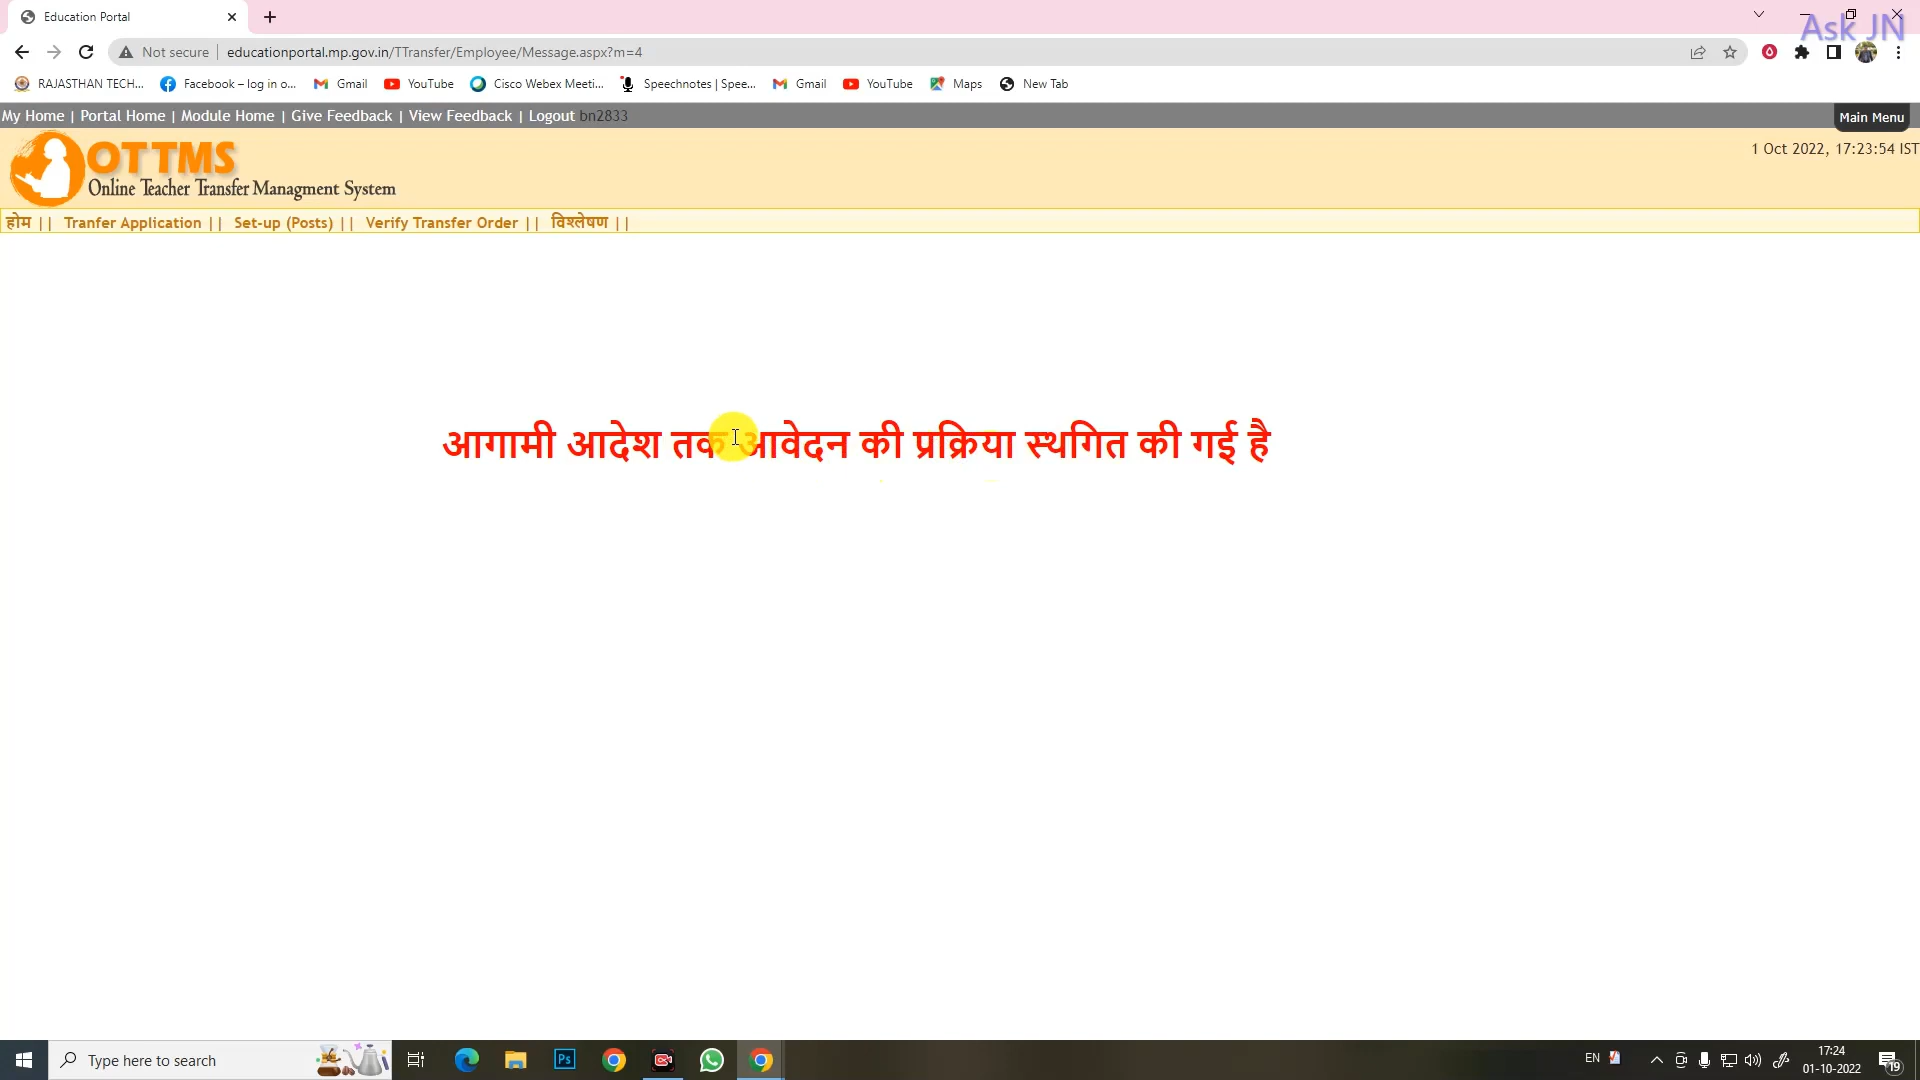 Education Portal
Ask JN
Not secure
educationportal.mp.gov.in/TTransfer/Employee/Message.aspx?m=4
RAJASTHAN TECH...
Facebook – log in o...
Gmail
YouTube
Cisco Webex Meeti...
Speechnotes | Spee...
Gmail
YouTube
Maps
New Tab
My Home | Portal Home | Module Home | Give Feedback | View Feedback | Logout bn2833
Main Menu
OTTMS
Online Teacher Transfer Managment System
1 Oct 2022, 17:23:54 IST
होम || Tranfer Application || Set-up (Posts) || Verify Transfer Order || विश्लेषण ||
आगामी आदेश तक आवेदन की प्रक्रिया स्थगित की गई है
Type here to search
Ps
EN
17:24
01-10-2022
19